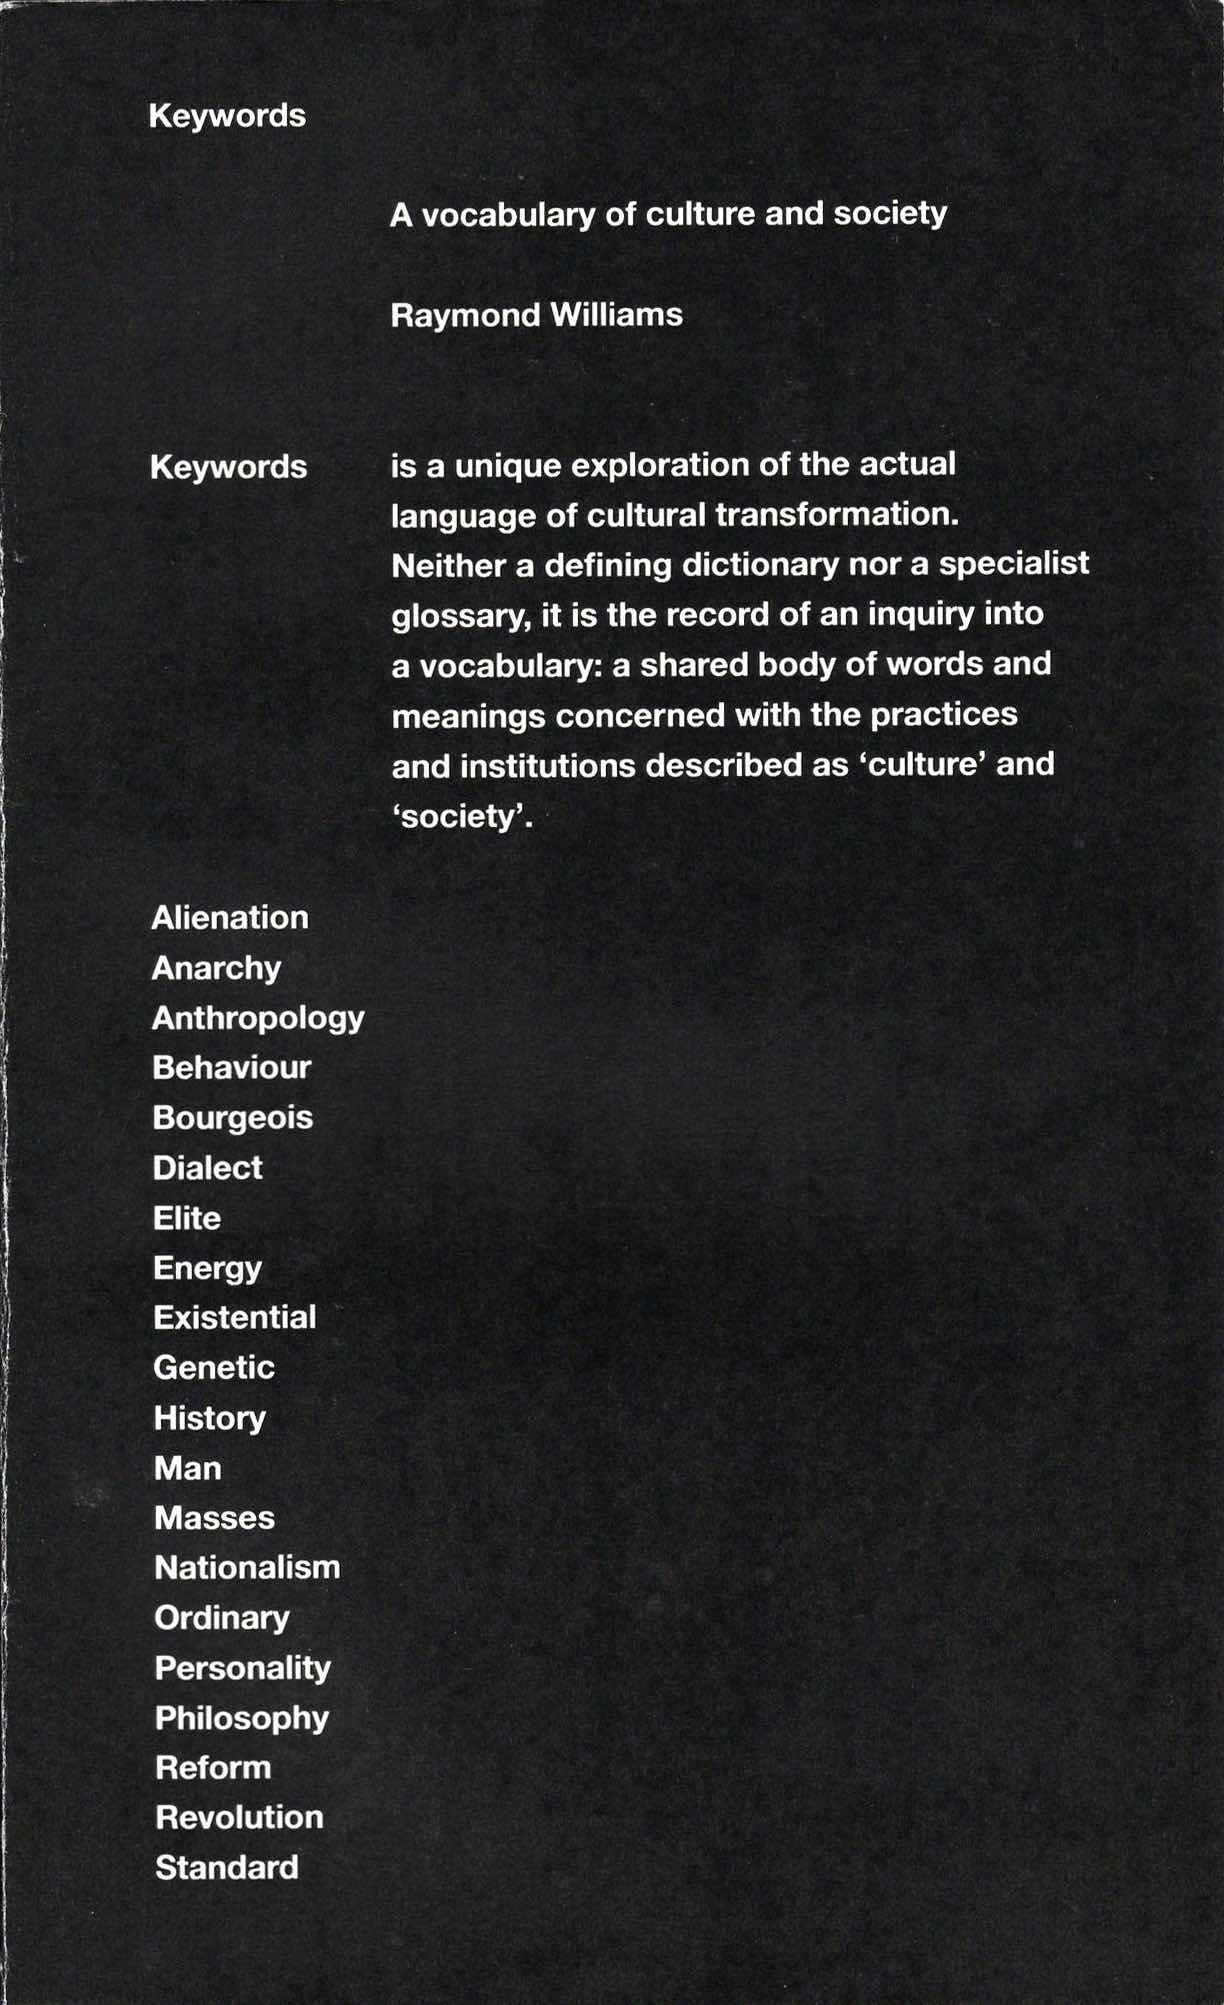 Keywords
A vocabulary of culture and society
Raymond Williams
Keywords is a unique exploration of the actual
language of cultural transformation.
Neither a defining dictionary nor a specialist
glossary, it is the record of an inquiry into
a vocabulary: a shared body of words and
meanings concerned with the practices
and institutions described as ‘culture’ and
‘society’.
Alienation
Anarchy
Anthropology
Behaviour
Bourgeois
Dialect
Elite
Energy
Existential
Genetic
History
Man
Masses
Nationalism
Ordinary
Personality
Philosophy
Reform
Revolution
Standard